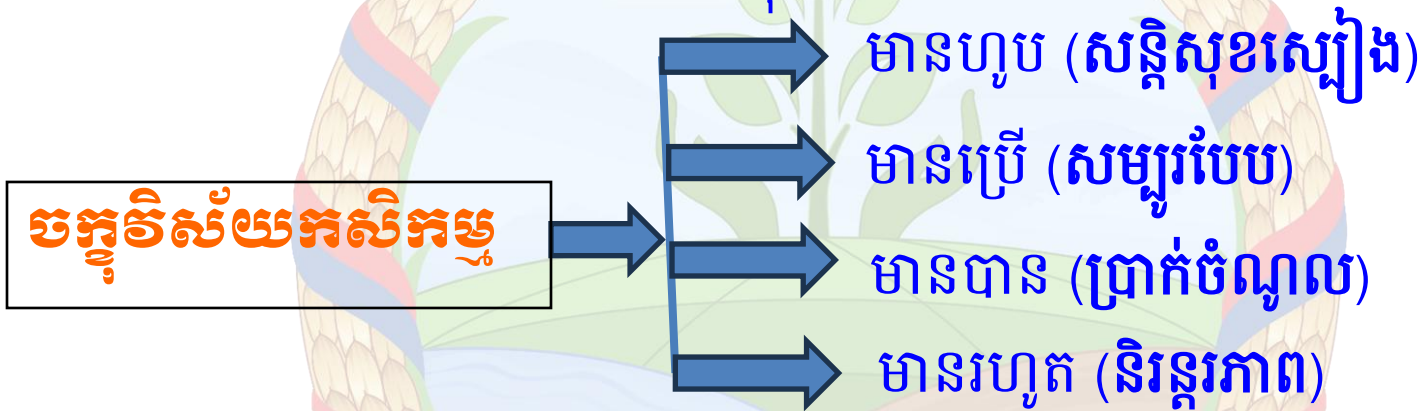 មានហូប (សន្តិសុខស្បៀង)
មានប្រើ (សម្បូរបែប)
ចក្ខុវិស័យកសិកម្ម
មានបាន (ប្រាក់ចំណូល)
មានរហូត (និរន្តរភាព)